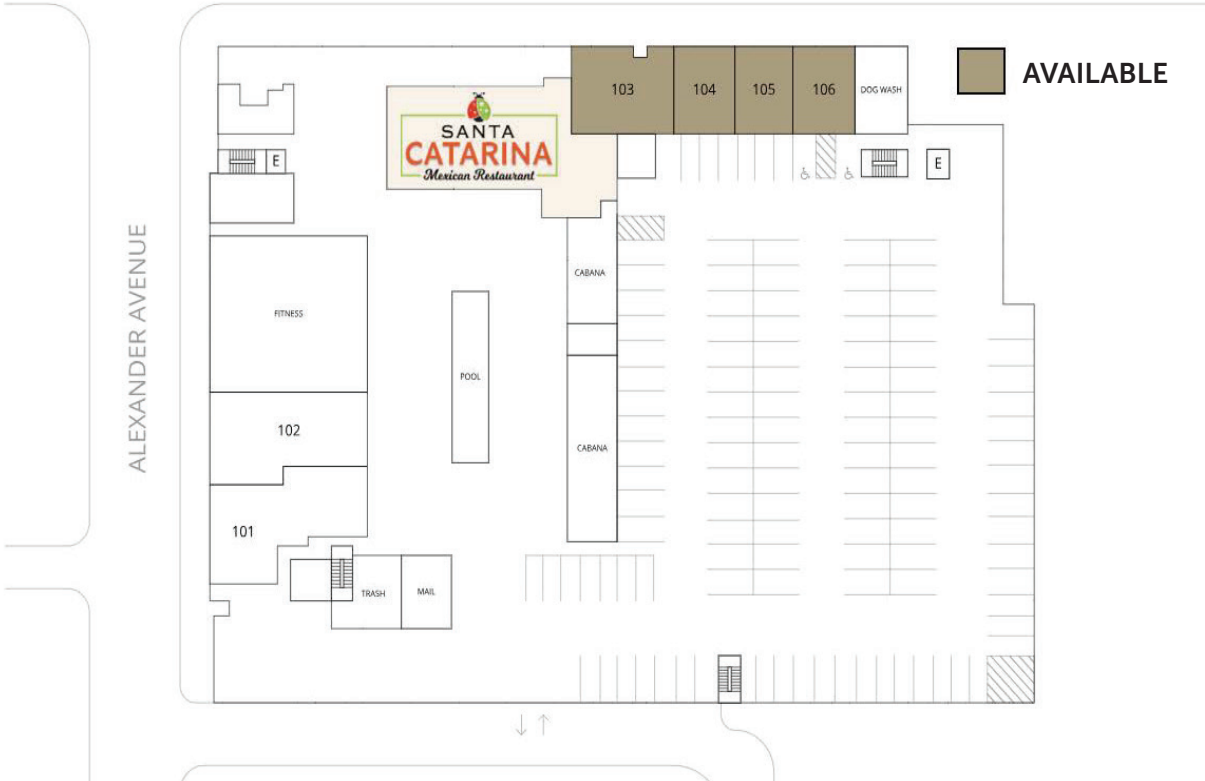 103
104
105
106
DOG WASH
AVAILABLE
SANTA
CATARINA
Mexican Restaurant
E
E
ALEXANDER AVENUE
CABANA
FITNESS
POOL
102
CABANA
101
TRASH
MAIL